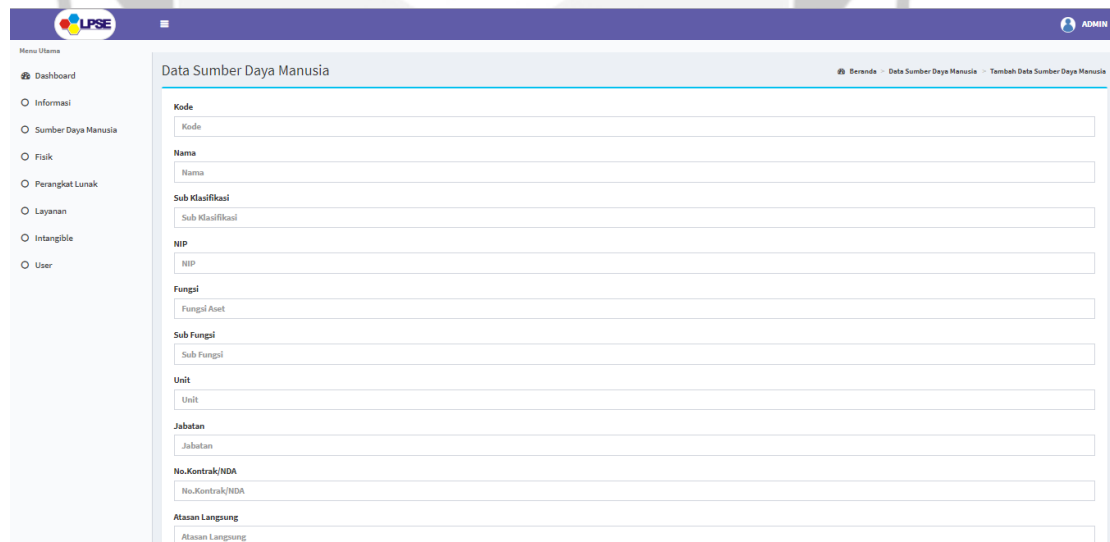 LPSE
ADMIN
Menu Utama
Dashboard
Informasi
Sumber Daya Manusia
Fisik
Perangkat Lunak
Layanan
Intangible
User
Data Sumber Daya Manusia
Beranda > Data Sumber Daya Manusia > Tambah Data Sumber Daya Manusia
Kode
Kode
Nama
Nama
Sub Klasifikasi
Sub Klasifikasi
NIP
NIP
Fungsi
Fungsi Aset
Sub Fungsi
Sub Fungsi
Unit
Unit
Jabatan
Jabatan
No.Kontrak/NDA
No.Kontrak/NDA
Atasan Langsung
Atasan Langsung